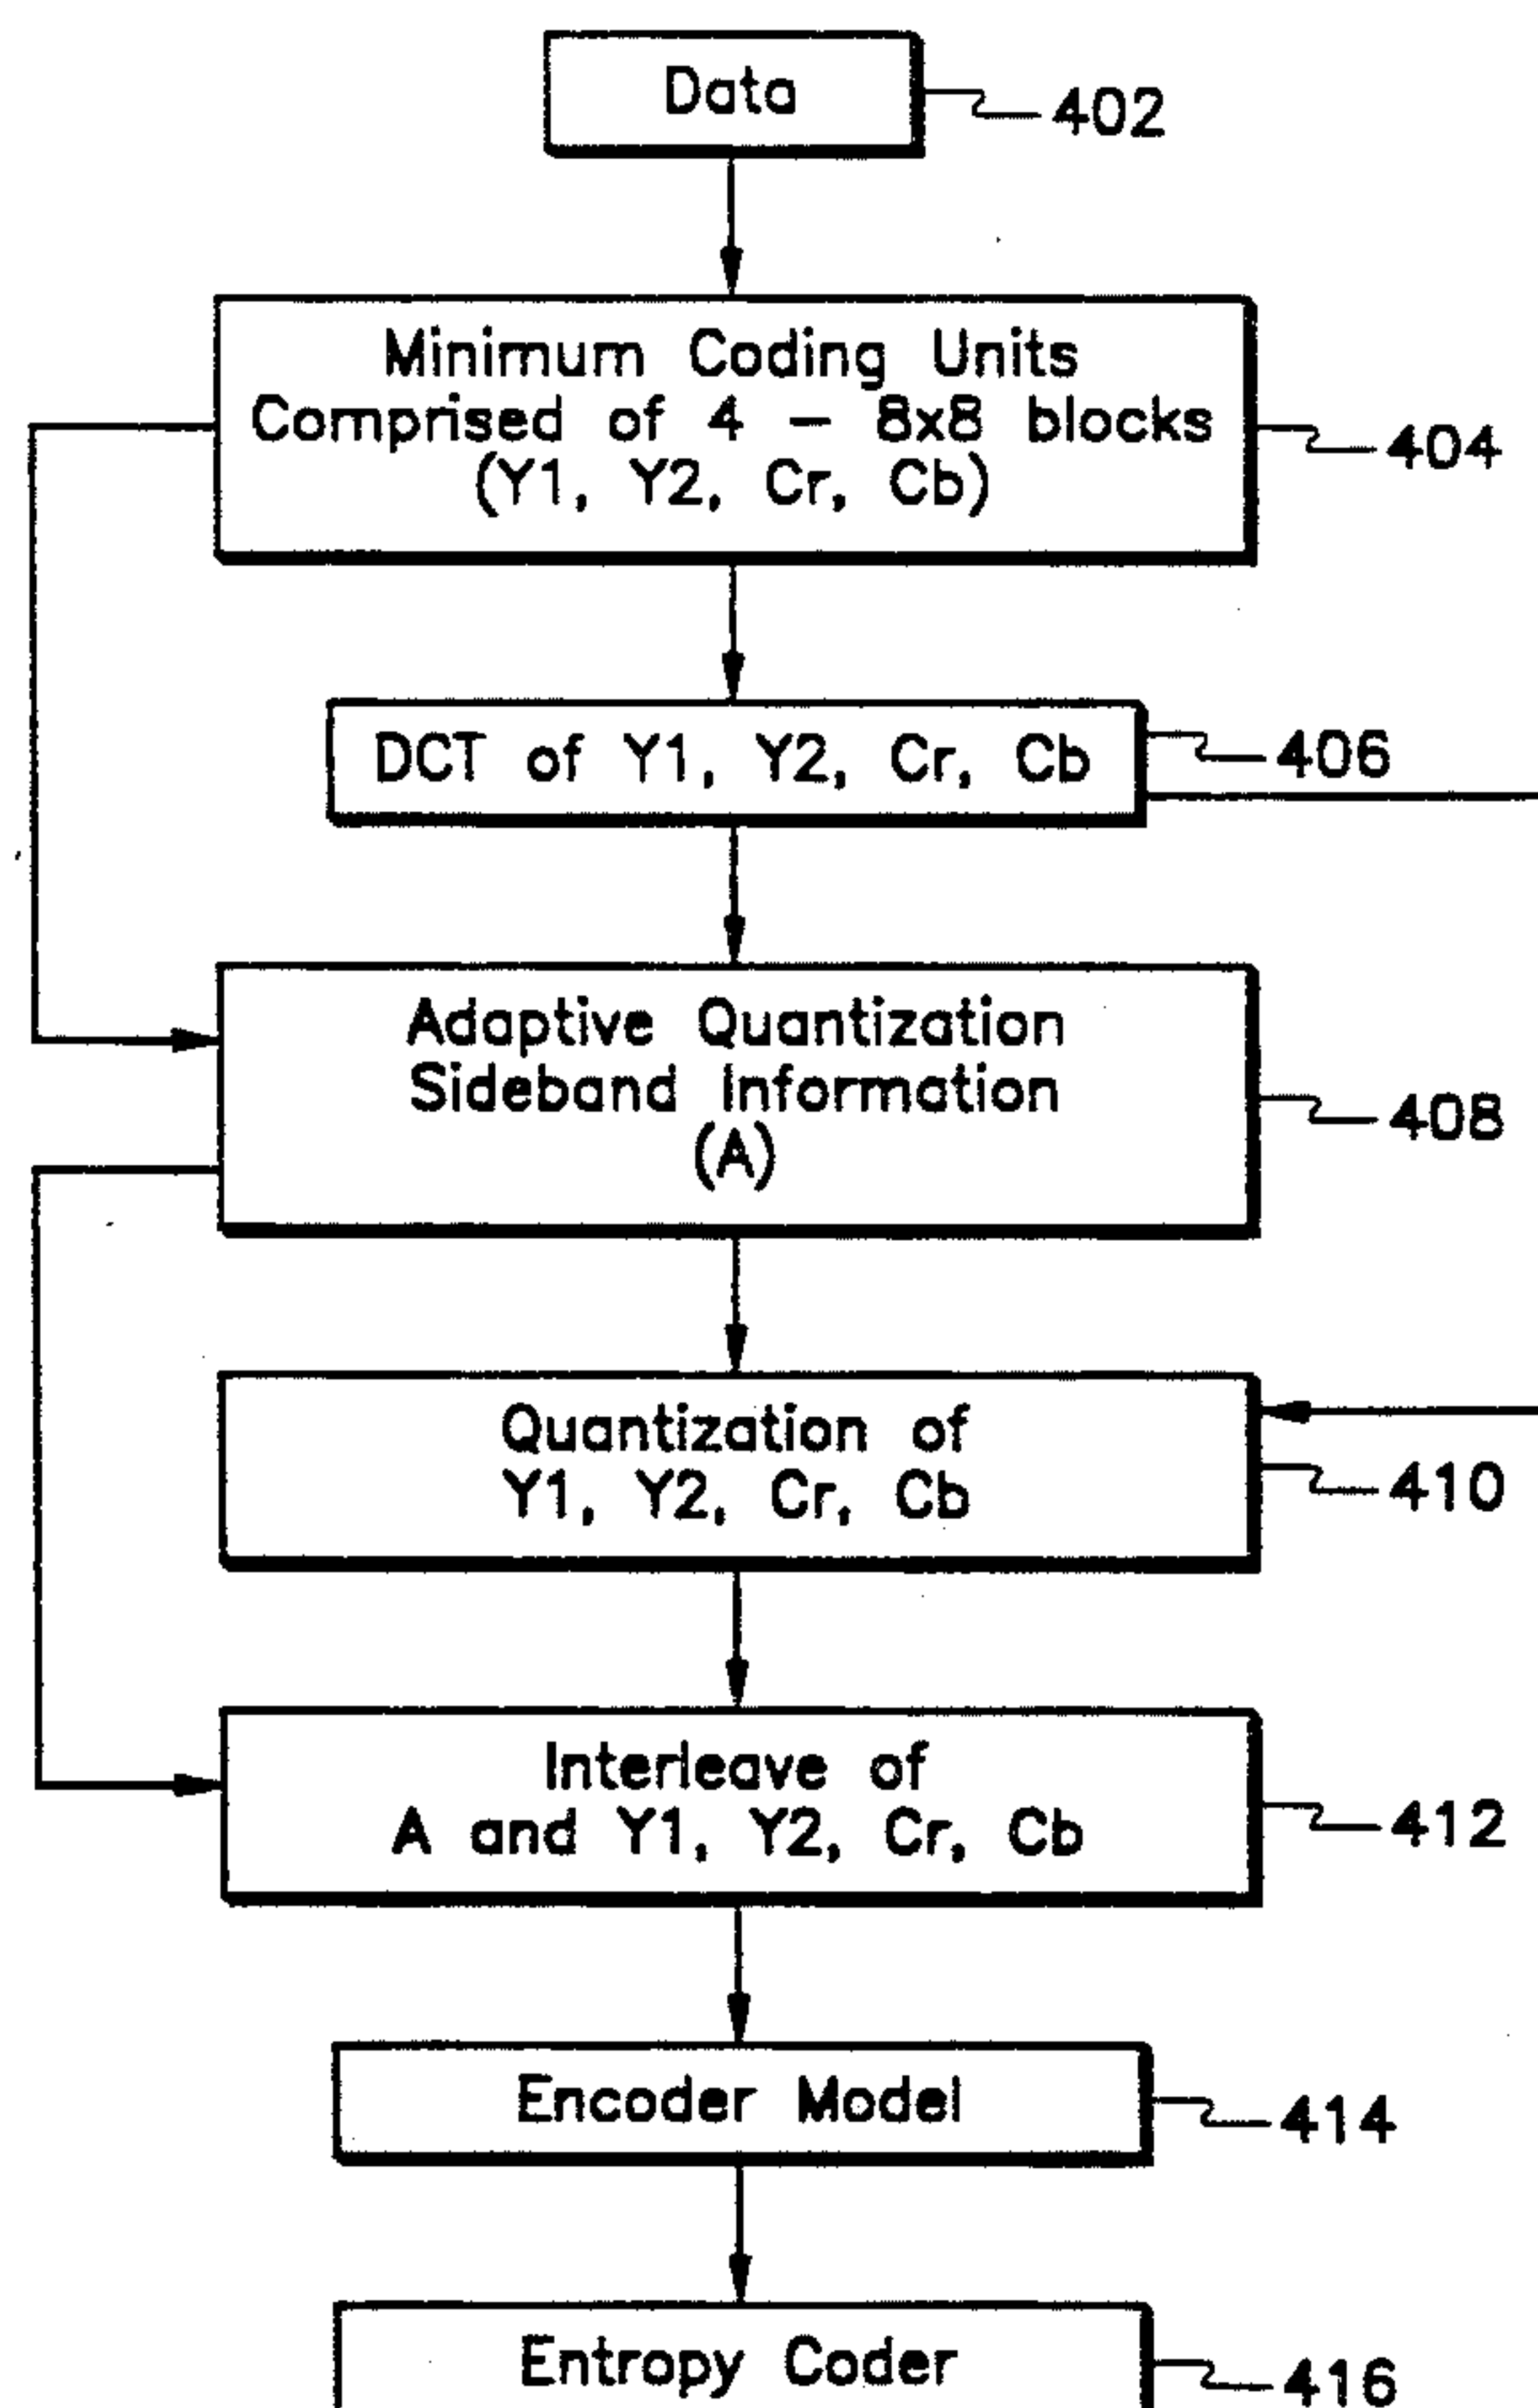 Data
402
Minimum Coding Units
Comprised of 4 - 8x8 blocks
(Y1, Y2, Cr, Cb)
404
DCT of Y1, Y2, Cr, Cb
406
Adaptive Quantization
Sideband Information
(A)
408
Quantization of
Y1, Y2, Cr, Cb
410
Interleave of
A and Y1, Y2, Cr, Cb
412
Encoder Model
414
Entropy Coder
416